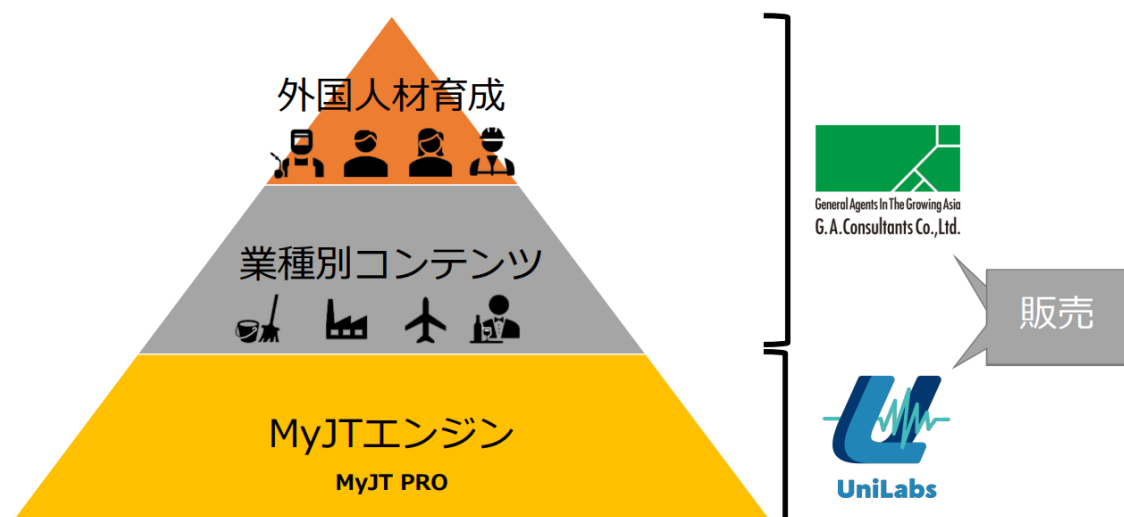 外国人材育成
業種別コンテンツ
MyJTエンジン
MyJT PRO
General Agents In The Growing Asia
G.A.Consultants Co.,Ltd.
販売
UniLabs